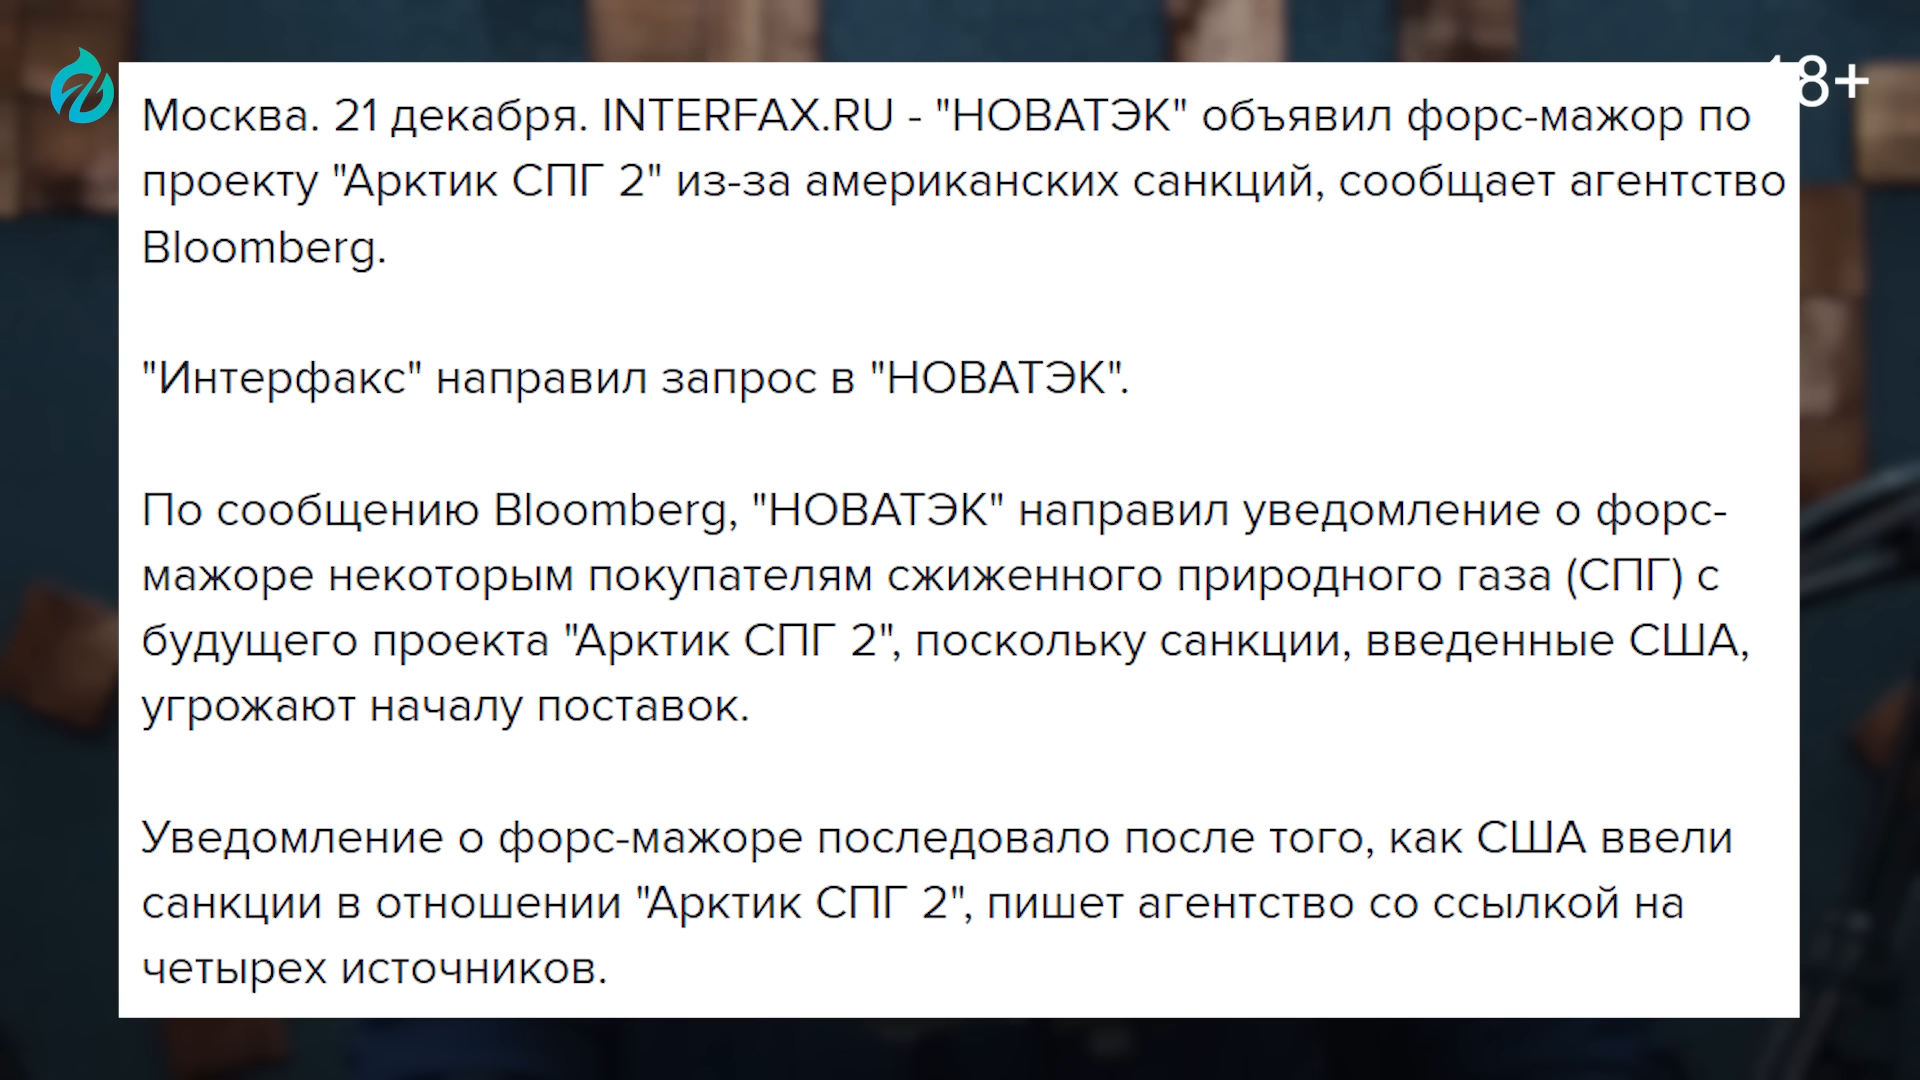 18+
Москва. 21 декабря. INTERFAX.RU - "НОВАТЭК" объявил форс-мажор по
проекту "Арктик СПГ 2" из-за американских санкций, сообщает агентство
Bloomberg.
"Интерфакс" направил запрос в "НОВАТЭК".
По сообщению Bloomberg, "НОВАТЭК" направил уведомление о форс-
мажоре некоторым покупателям сжиженного природного газа (СПГ) с
будущего проекта "Арктик СПГ 2", поскольку санкции, введенные США,
угрожают началу поставок.
Уведомление о форс-мажоре последовало после того, как США ввели
санкции в отношении "Арктик СПГ 2", пишет агентство со ссылкой на
четырех источников.